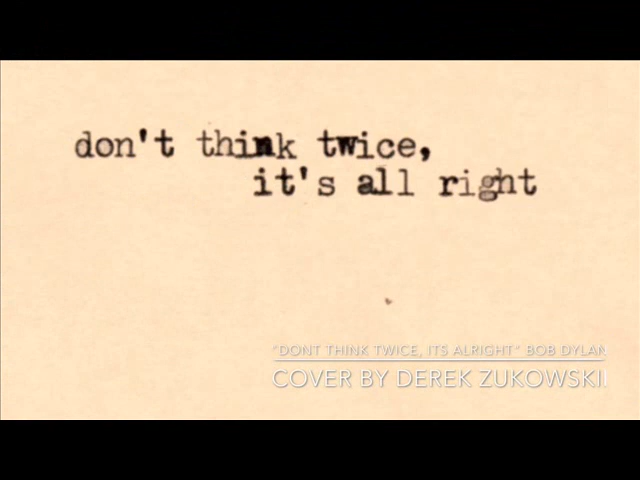 don't think twice,
it's all right
"DONT THINK TWICE, ITS ALRIGHT" BOB DYLAN
COVER BY DEREK ZUKOWSKI